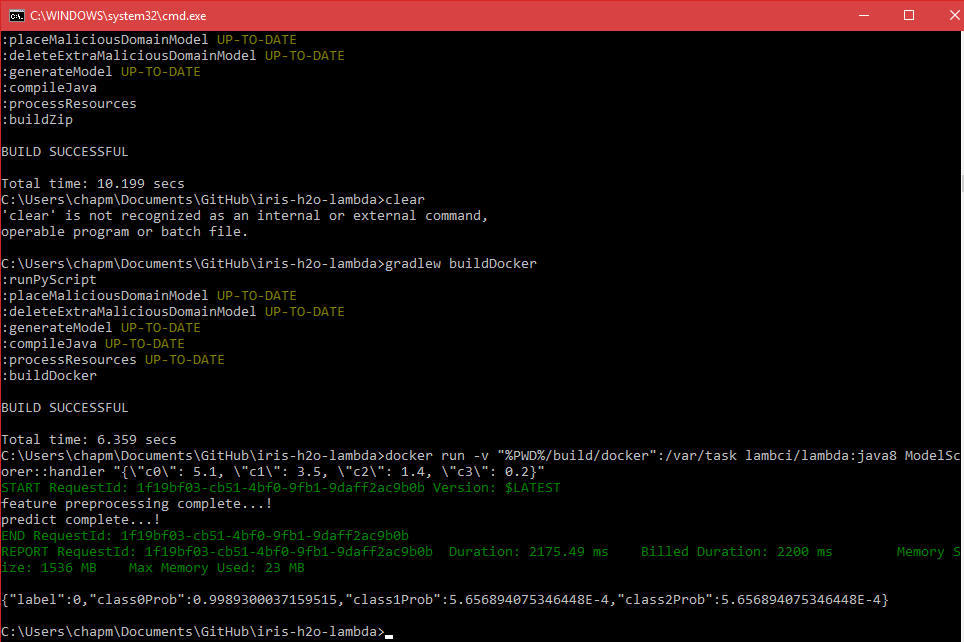 C:\WINDOWS\system32\cmd.exe
:placeMaliciousDomainModel UP-TO-DATE
:deleteExtraMaliciousDomainModel UP-TO-DATE
:generateModel UP-TO-DATE
:compileJava
:processResources
:buildZip
BUILD SUCCESSFUL
Total time: 10.199 secs
C:\Users\chapm\Documents\GitHub\iris-h2o-lambda>clear
'clear' is not recognized as an internal or external command,
operable program or batch file.
C:\Users\chapm\Documents\GitHub\iris-h2o-lambda>gradlew buildDocker
:runPyScript
:placeMaliciousDomainModel UP-TO-DATE
:deleteExtraMaliciousDomainModel UP-TO-DATE
:generateModel UP-TO-DATE
:compileJava UP-TO-DATE
:processResources UP-TO-DATE
:buildDocker
BUILD SUCCESSFUL
Total time: 6.359 secs
C:\Users\chapm\Documents\GitHub\iris-h2o-lambda>docker run -v "%PWD%/build/docker":/var/task lambci/lambda:java8 ModelSc
orer::handler "{\"c0\": 5.1, \"c1\": 3.5, \"c2\": 1.4, \"c3\": 0.2}"
START RequestId: 1f19bf03-cb51-4bf0-9fb1-9daff2ac9b0b Version: $LATEST
feature preprocessing complete...!
predict complete...!
END RequestId: 1f19bf03-cb51-4bf0-9fb1-9daff2ac9b0b
REPORT RequestId: 1f19bf03-cb51-4bf0-9fb1-9daff2ac9b0b  Duration: 2175.49 ms    Billed Duration: 2200 ms        Memory S
ize: 1536 MB    Max Memory Used: 23 MB
{"label":0,"class0Prob":0.9989300037159515,"class1Prob":5.656894075346448E-4,"class2Prob":5.656894075346448E-4}
C:\Users\chapm\Documents\GitHub\iris-h2o-lambda>